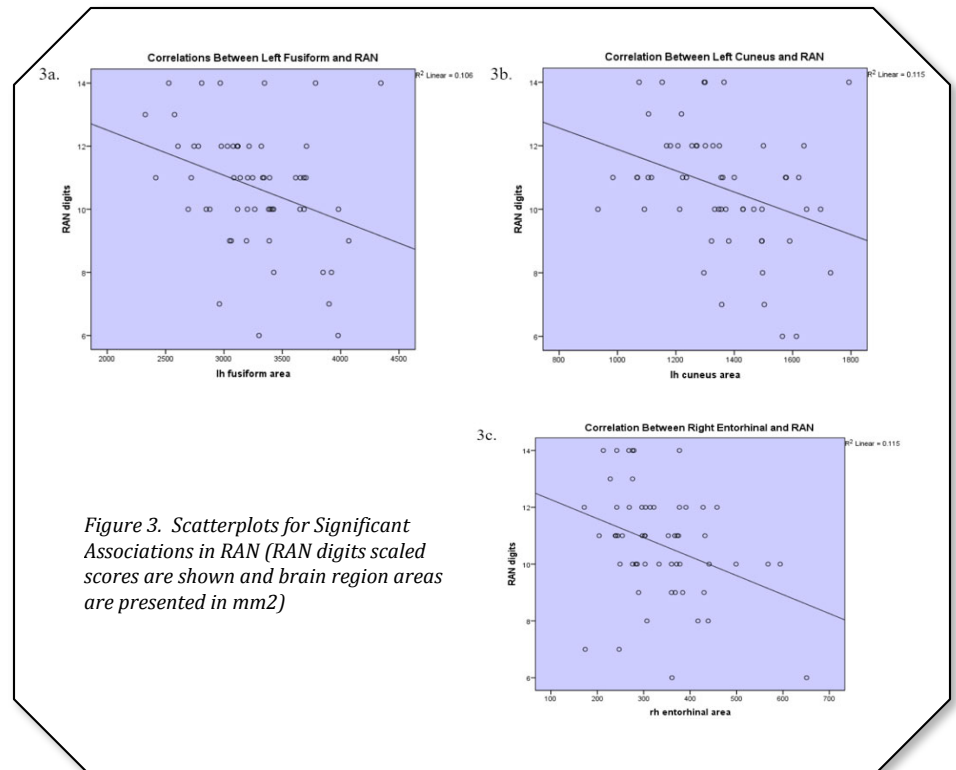 3a.
Correlations Between Left Fusiform and RAN
R² Linear = 0.106
RAN digits
14
12
10
8
6
2000 2500 3000 3500 4000 4500
lh fusiform area
3b.
Correlation Between Left Cuneus and RAN
R² Linear = 0.115
RAN digits
14
12
10
8
6
800 1000 1200 1400 1600 1800
lh cuneus area
3c.
Correlation Between Right Entorhinal and RAN
R² Linear = 0.115
RAN digits
14
12
10
8
6
100 200 300 400 500 600 700
rh entorhinal area
Figure 3. Scatterplots for Significant
Associations in RAN (RAN digits scaled
scores are shown and brain region areas
are presented in mm2)